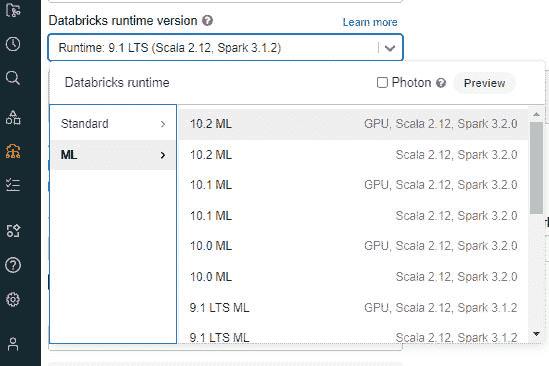 Databricks runtime version ? Learn more
Runtime: 9.1 LTS (Scala 2.12, Spark 3.1.2)
Databricks runtime Photon ? Preview
Standard
ML
10.2 ML GPU, Scala 2.12, Spark 3.2.0
10.2 ML Scala 2.12, Spark 3.2.0
10.1 ML GPU, Scala 2.12, Spark 3.2.0
10.1 ML Scala 2.12, Spark 3.2.0
10.0 ML GPU, Scala 2.12, Spark 3.2.0
10.0 ML Scala 2.12, Spark 3.2.0
9.1 LTS ML GPU, Scala 2.12, Spark 3.1.2
9.1 LTS ML Scala 2.12, Spark 3.1.2